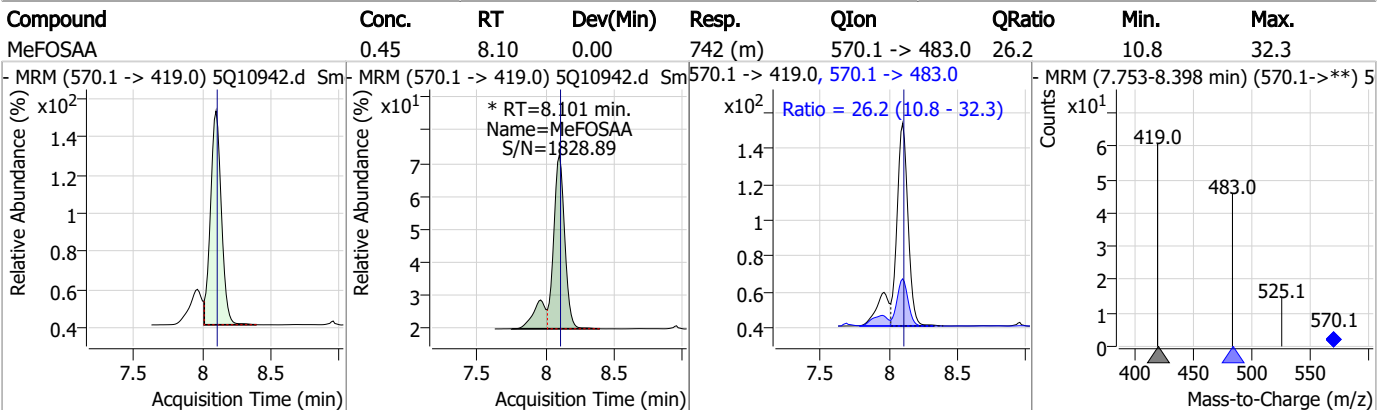 Compound Conc. RT Dev(Min) Resp. QIon QRatio Min. Max.
MeFOSAA 0.45 8.10 0.00 742 (m) 570.1 -> 483.0 26.2 10.8 32.3
- MRM (570.1 -> 419.0) 5Q10942.d Sm
x10²
1.4
1.2
1
0.8
0.6
0.4
Relative Abundance (%)
7.5 8 8.5
Acquisition Time (min)
- MRM (570.1 -> 419.0) 5Q10942.d Sm
x10¹
* RT=8.101 min.
Name=MeFOSAA
S/N=1828.89
7
6
5
4
3
2
Relative Abundance (%)
7.5 8 8.5
Acquisition Time (min)
570.1 -> 419.0, 570.1 -> 483.0
x10²
Ratio = 26.2 (10.8 - 32.3)
1.4
1.2
1
0.8
0.6
0.4
7.5 8 8.5
Acquisition Time (min)
- MRM (7.753-8.398 min) (570.1->**) 5
x10¹
Counts
6
5
4
3
2
1
0
419.0
483.0
525.1
570.1
400 450 500 550
Mass-to-Charge (m/z)